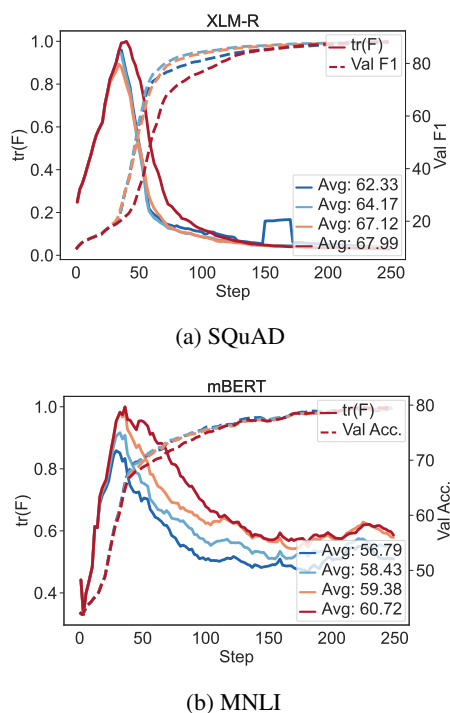 XLM-R
1.0
0.8
0.6
0.4
0.2
0.0
tr(F)
80
60
40
20
Val F1
tr(F)
Val F1
Avg: 62.33
Avg: 64.17
Avg: 67.12
Avg: 67.99
0 50 100 150 200 250
Step
(a) SQuAD
mBERT
1.0
0.8
0.6
0.4
tr(F)
80
70
60
50
Val Acc.
tr(F)
Val Acc.
Avg: 56.79
Avg: 58.43
Avg: 59.38
Avg: 60.72
0 50 100 150 200 250
Step
(b) MNLI